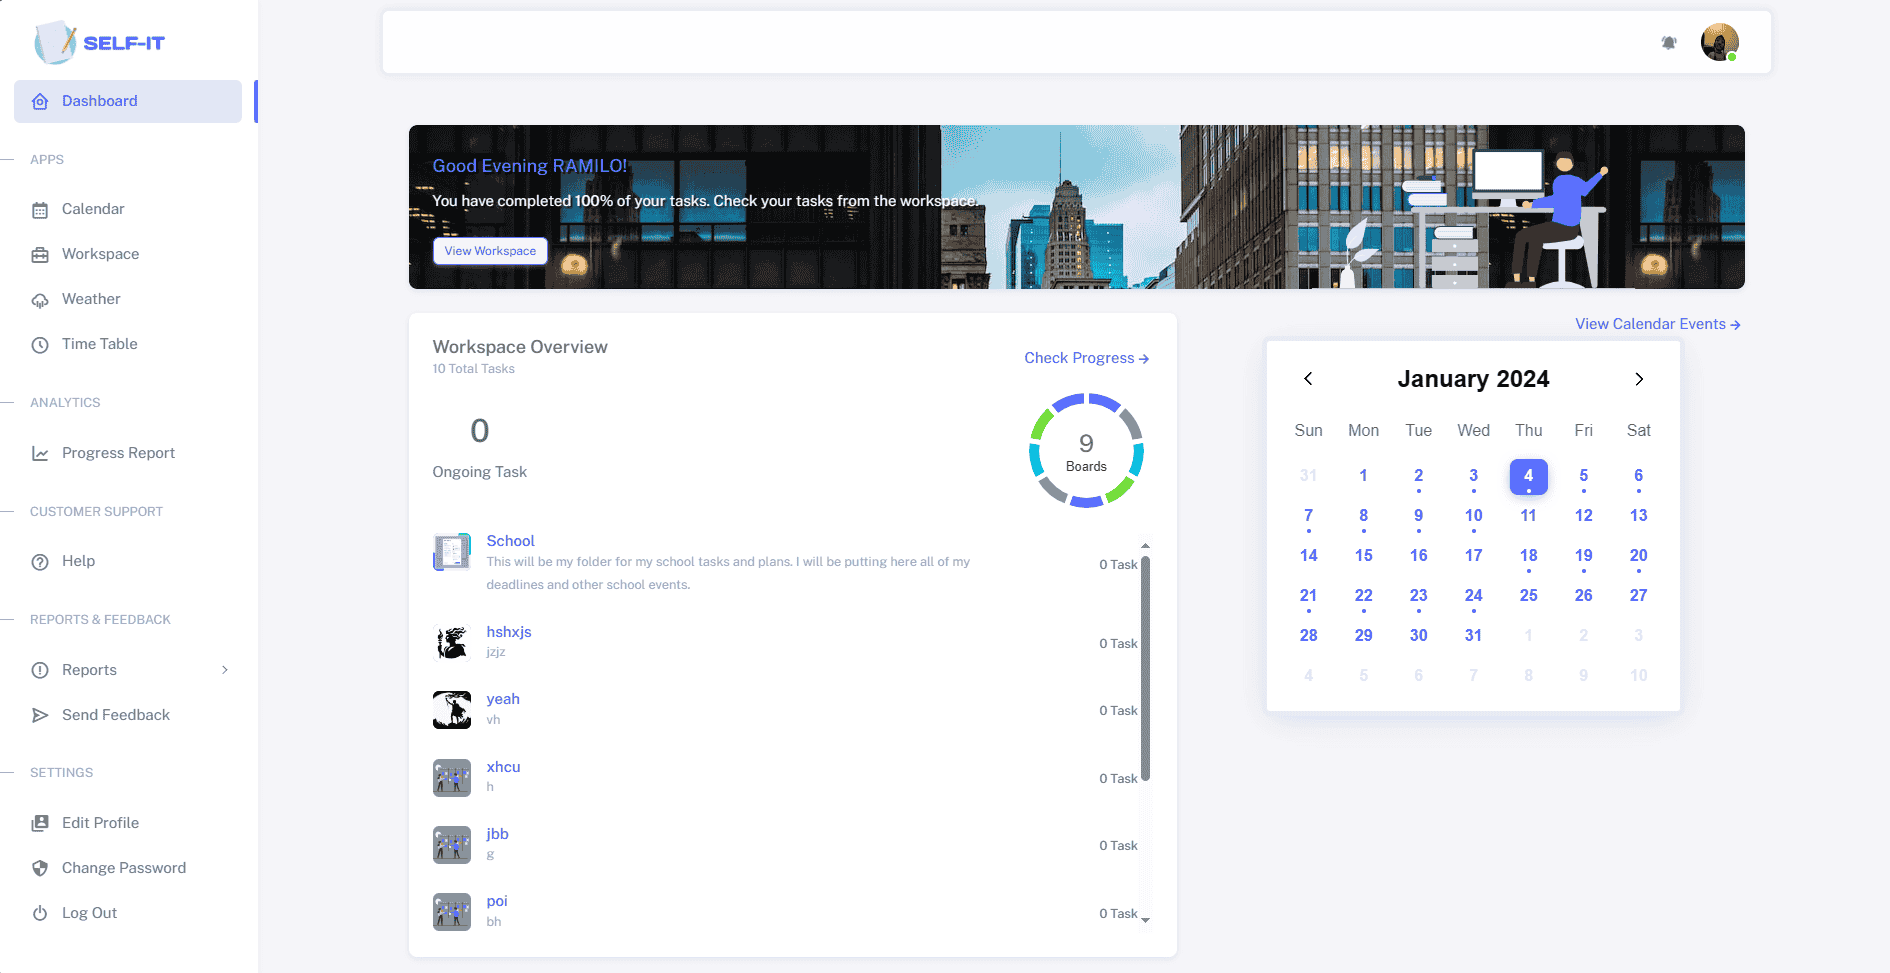 SELF-IT
Dashboard
APPS
Calendar
Workspace
Weather
Time Table
ANALYTICS
Progress Report
CUSTOMER SUPPORT
Help
REPORTS & FEEDBACK
Reports
Send Feedback
SETTINGS
Edit Profile
Change Password
Log Out
Good Evening RAMILO!
You have completed 100% of your tasks. Check your tasks from the workspace.
View Workspace
Workspace Overview
10 Total Tasks
Check Progress
0
Ongoing Task
9
Boards
School
This will be my folder for my school tasks and plans. I will be putting here all of my
deadlines and other school events.
0 Task
hshxjs
jzjz
0 Task
yeah
vh
0 Task
xhcu
h
0 Task
jbb
g
0 Task
poi
bh
0 Task
View Calendar Events
January 2024
Sun Mon Tue Wed Thu Fri Sat
31 1 2 3 4 5 6
7 8 9 10 11 12 13
14 15 16 17 18 19 20
21 22 23 24 25 26 27
28 29 30 31 1 2 3
4 5 6 7 8 9 10